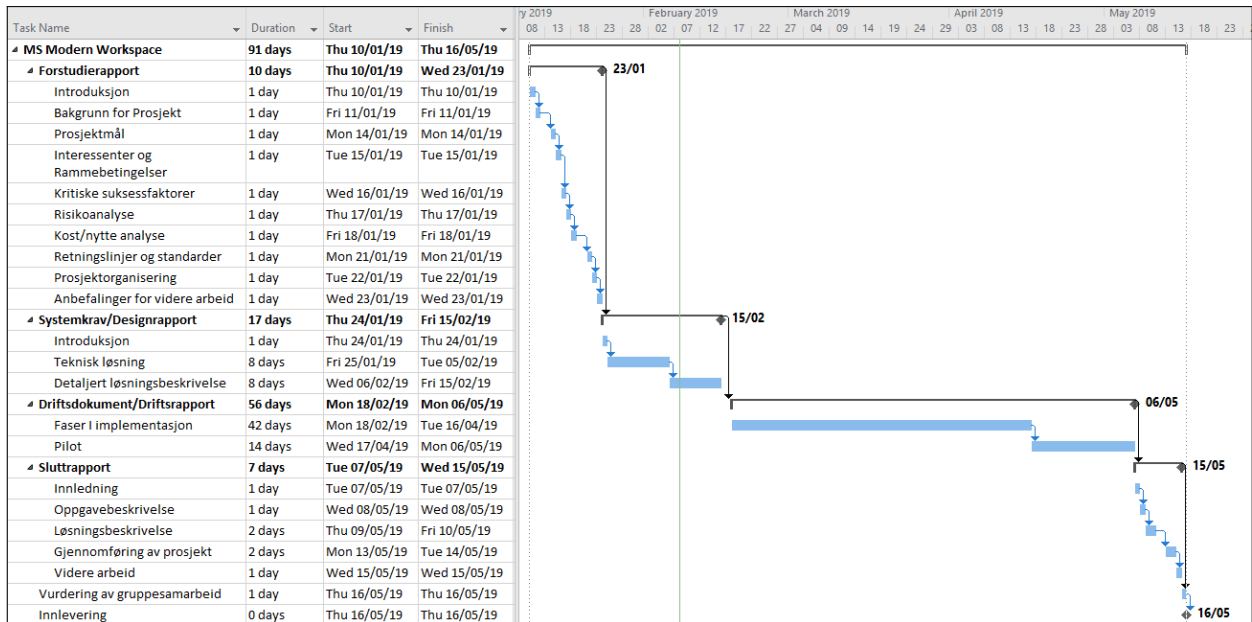 ry 2019 February 2019 March 2019 April 2019 May 2019
Task Name Duration Start Finish 08 13 18 23 28 02 07 12 17 22 27 04 09 14 19 24 29 03 08 13 18 23 28 03 08 13 18 23
MS Modern Workspace 91 days Thu 10/01/19 Thu 16/05/19
Forstudierapport 10 days Thu 10/01/19 Wed 23/01/19 23/01
Introduksjon 1 day Thu 10/01/19 Thu 10/01/19
Bakgrunn for Prosjekt 1 day Fri 11/01/19 Fri 11/01/19
Prosjektmål 1 day Mon 14/01/19 Mon 14/01/19
Interessenter og 1 day Tue 15/01/19 Tue 15/01/19
Rammebetingelser
Kritiske suksessfaktorer 1 day Wed 16/01/19 Wed 16/01/19
Risikoanalyse 1 day Thu 17/01/19 Thu 17/01/19
Kost/nytte analyse 1 day Fri 18/01/19 Fri 18/01/19
Retningslinjer og standarder 1 day Mon 21/01/19 Mon 21/01/19
Prosjektorganisering 1 day Tue 22/01/19 Tue 22/01/19
Anbefalinger for videre arbeid 1 day Wed 23/01/19 Wed 23/01/19
Systemkrav/Designrapport 17 days Thu 24/01/19 Fri 15/02/19 15/02
Introduksjon 1 day Thu 24/01/19 Thu 24/01/19
Teknisk løsning 8 days Fri 25/01/19 Tue 05/02/19
Detaljert løsningsbeskrivelse 8 days Wed 06/02/19 Fri 15/02/19
Driftsdokument/Driftsrapport 56 days Mon 18/02/19 Mon 06/05/19 06/05
Faser I implementasjon 42 days Mon 18/02/19 Tue 16/04/19
Pilot 14 days Wed 17/04/19 Mon 06/05/19
Sluttrapport 7 days Tue 07/05/19 Wed 15/05/19 15/05
Innledning 1 day Tue 07/05/19 Tue 07/05/19
Oppgavebeskrivelse 1 day Wed 08/05/19 Wed 08/05/19
Løsningsbeskrivelse 2 days Thu 09/05/19 Fri 10/05/19
Gjennomføring av prosjekt 2 days Mon 13/05/19 Tue 14/05/19
Videre arbeid 1 day Wed 15/05/19 Wed 15/05/19
Vurdering av gruppesamarbeid 1 day Thu 16/05/19 Thu 16/05/19
Innlevering 0 days Thu 16/05/19 Thu 16/05/19 16/05